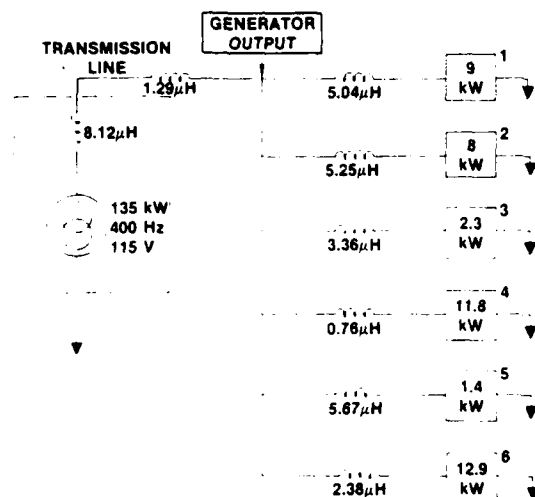 GENERATOR
OUTPUT
TRANSMISSION
LINE
1.29μH
8.12μH
135 kW
400 Hz
115 V
5.04μH
9
kW
1
5.25μH
8
kW
2
3.36μH
2.3
kW
3
0.76μH
11.8
kW
4
5.67μH
1.4
kW
5
2.38μH
12.9
kW
6